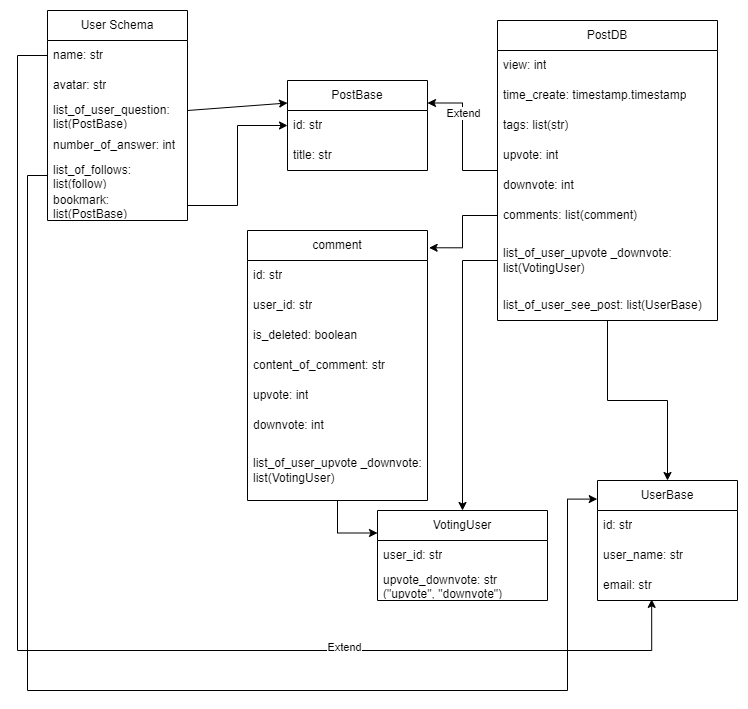 User Schema
name: str
avatar: str
list_of_user_question:
list(PostBase)
number_of_answer: int
list_of_follows:
list(follow)
bookmark:
list(PostBase)
PostBase
id: str
title: str
Extend
PostDB
view: int
time_create: timestamp.timestamp
tags: list(str)
upvote: int
downvote: int
comments: list(comment)
list_of_user_upvote _downvote:
list(VotingUser)
list_of_user_see_post: list(UserBase)
comment
id: str
user_id: str
is_deleted: boolean
content_of_comment: str
upvote: int
downvote: int
list_of_user_upvote _downvote:
list(VotingUser)
VotingUser
user_id: str
upvote_downvote: str
("upvote", "downvote")
UserBase
id: str
user_name: str
email: str
Extend